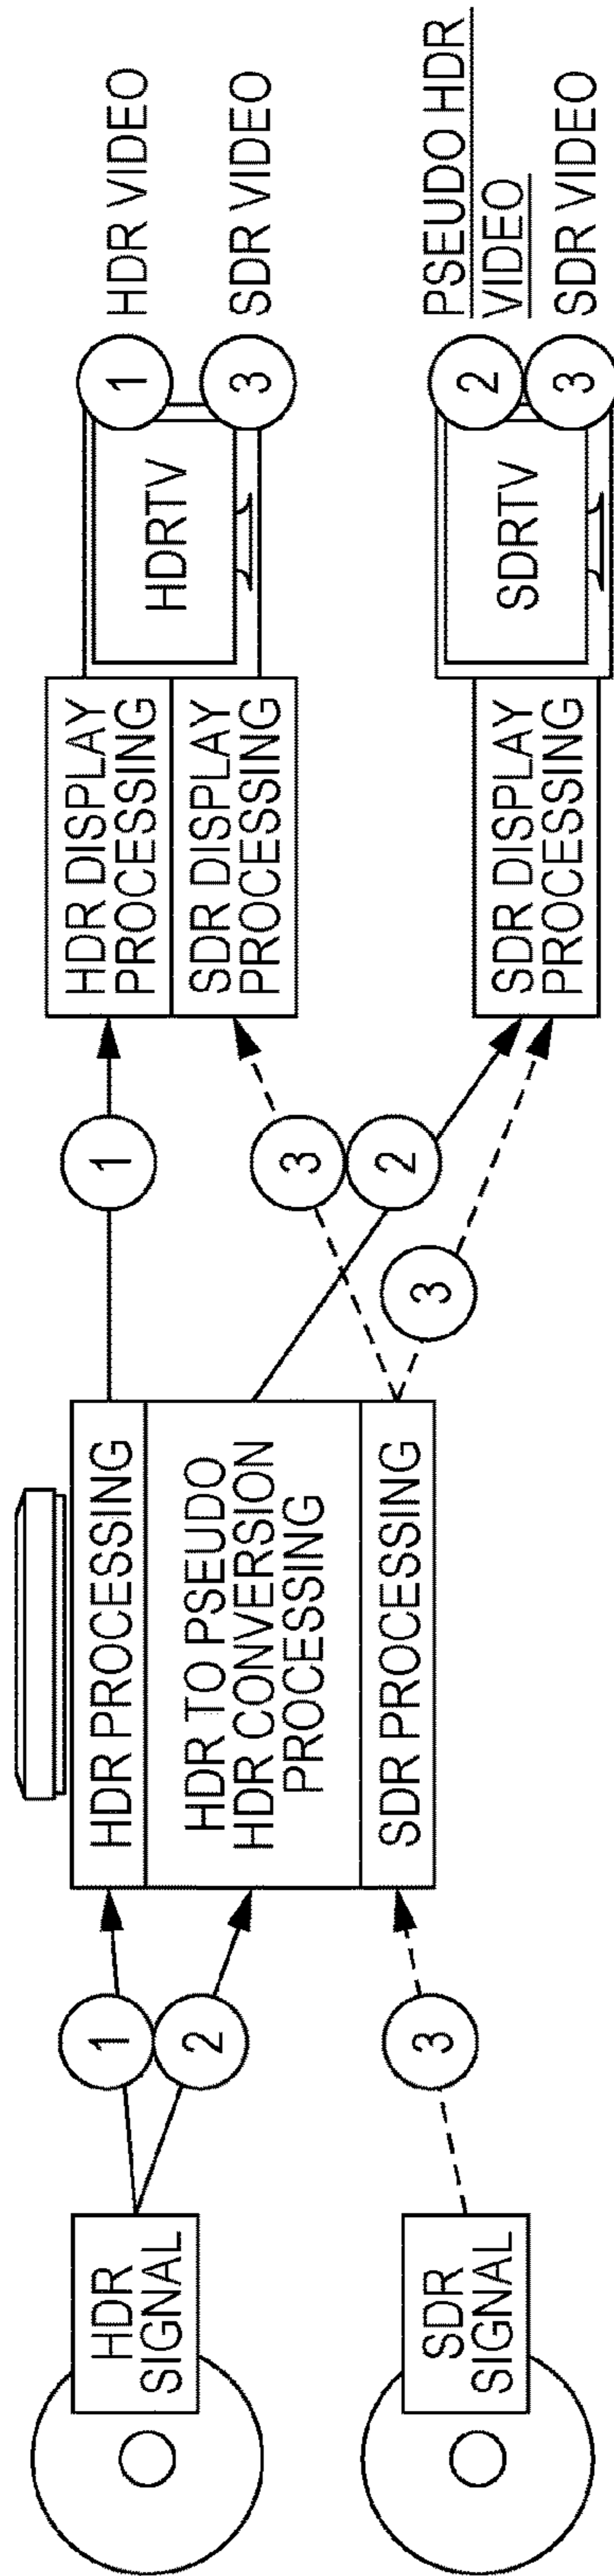 HDR
SIGNAL
1
2
HDR PROCESSING
HDR TO PSEUDO
HDR CONVERSION
PROCESSING
SDR PROCESSING
SDR
SIGNAL
3
1
3
2
3
HDR DISPLAY
PROCESSING
SDR DISPLAY
PROCESSING
HDRTV
1
HDR VIDEO
3
SDR VIDEO
SDR DISPLAY
PROCESSING
SDRTV
2
PSEUDO HDR
VIDEO
3
SDR VIDEO